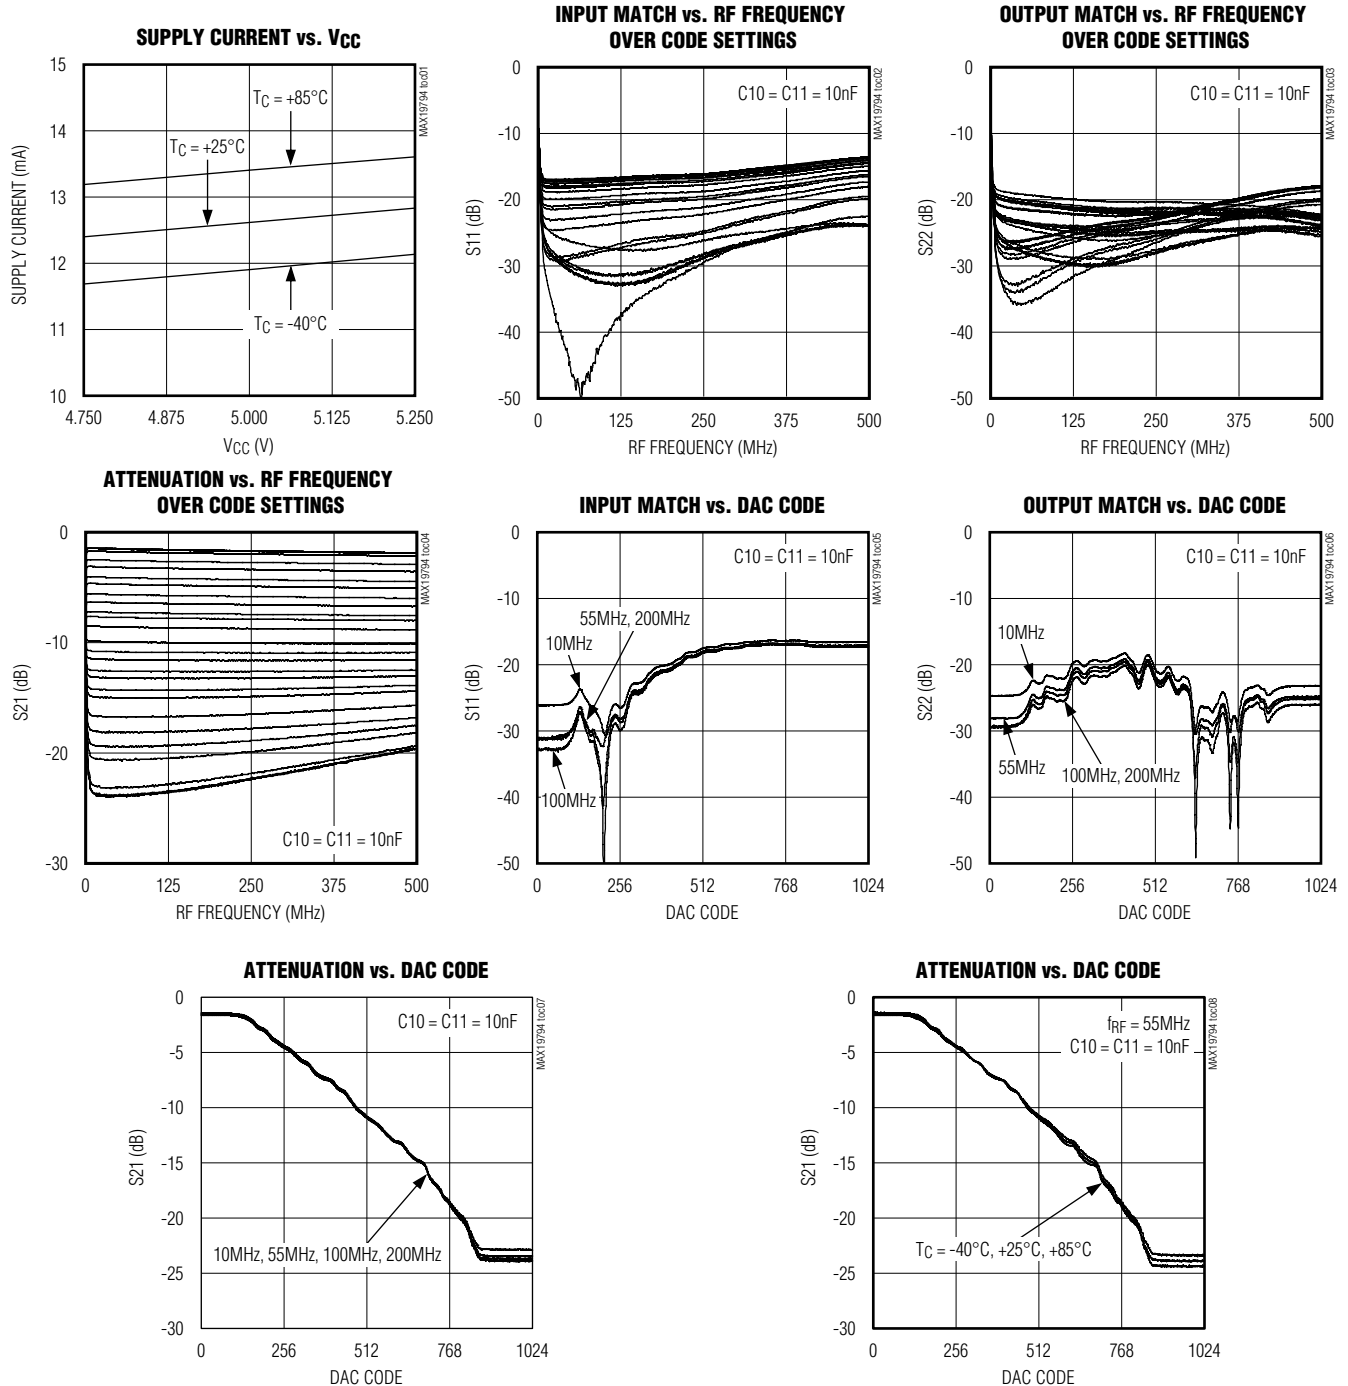 SUPPLY CURRENT vs. VCC
15
14
13
12
11
10
SUPPLY CURRENT (mA)
TC = +85°C
TC = +25°C
TC = -40°C
MAX19794 toc01
4.750 4.875 5.000 5.125 5.250
VCC (V)
INPUT MATCH vs. RF FREQUENCY
OVER CODE SETTINGS
0
-10
-20
-30
-40
-50
S11 (dB)
C10 = C11 = 10nF
MAX19794 toc02
0 125 250 375 500
RF FREQUENCY (MHz)
OUTPUT MATCH vs. RF FREQUENCY
OVER CODE SETTINGS
0
-10
-20
-30
-40
-50
S22 (dB)
C10 = C11 = 10nF
MAX19794 toc03
0 125 250 375 500
RF FREQUENCY (MHz)
ATTENUATION vs. RF FREQUENCY
OVER CODE SETTINGS
0
-10
-20
-30
S21 (dB)
C10 = C11 = 10nF
MAX19794 toc04
0 125 250 375 500
RF FREQUENCY (MHz)
INPUT MATCH vs. DAC CODE
0
-10
-20
-30
-40
-50
S11 (dB)
C10 = C11 = 10nF
55MHz, 200MHz
10MHz
100MHz
MAX19794 toc05
0 256 512 768 1024
DAC CODE
OUTPUT MATCH vs. DAC CODE
0
-10
-20
-30
-40
-50
S22 (dB)
C10 = C11 = 10nF
10MHz
55MHz
100MHz, 200MHz
MAX19794 toc06
0 256 512 768 1024
DAC CODE
ATTENUATION vs. DAC CODE
0
-5
-10
-15
-20
-25
-30
S21 (dB)
C10 = C11 = 10nF
10MHz, 55MHz, 100MHz, 200MHz
MAX19794 toc07
0 256 512 768 1024
DAC CODE
ATTENUATION vs. DAC CODE
0
-5
-10
-15
-20
-25
-30
S21 (dB)
fRF = 55MHz
C10 = C11 = 10nF
TC = -40°C, +25°C, +85°C
MAX19794 toc08
0 256 512 768 1024
DAC CODE